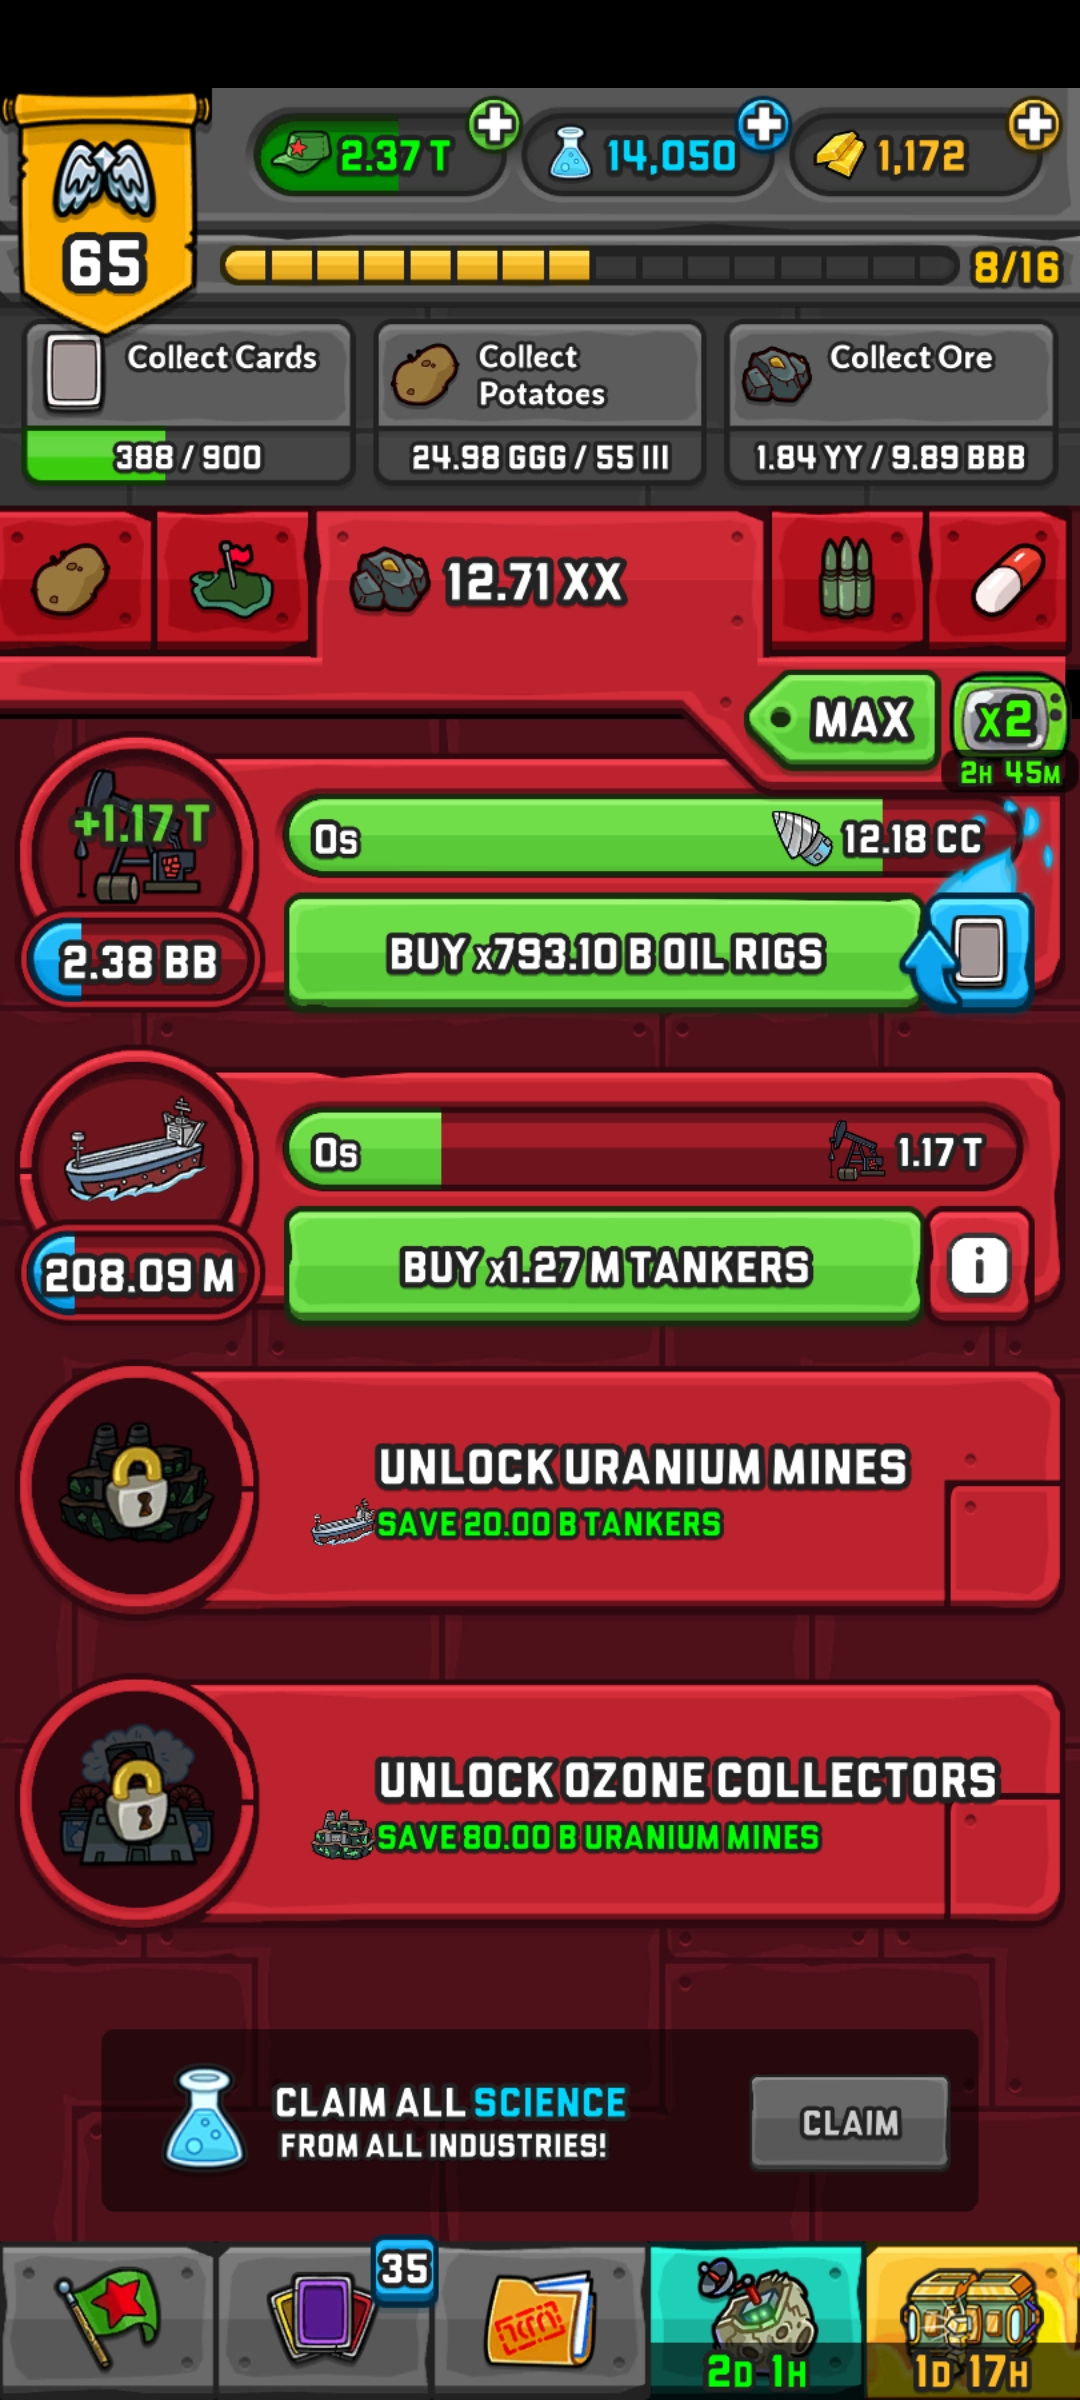 65
2.37 T
14,050
1,172
8/16
Collect Cards
388 / 900
Collect
Potatoes
24.98 GGG / 55 III
Collect Ore
1.84 YY / 9.89 BBB
12.71 XX
MAX
x2
2H 45M
+1.17 T
0s
12.18 CC
2.38 BB
BUY x793.10 B OIL RIGS
0s
1.17 T
208.09 M
BUY x1.27 M TANKERS
i
UNLOCK URANIUM MINES
SAVE 20.00 B TANKERS
UNLOCK OZONE COLLECTORS
SAVE 80.00 B URANIUM MINES
CLAIM ALL SCIENCE
FROM ALL INDUSTRIES!
CLAIM
35
2D 1H
1D 17H